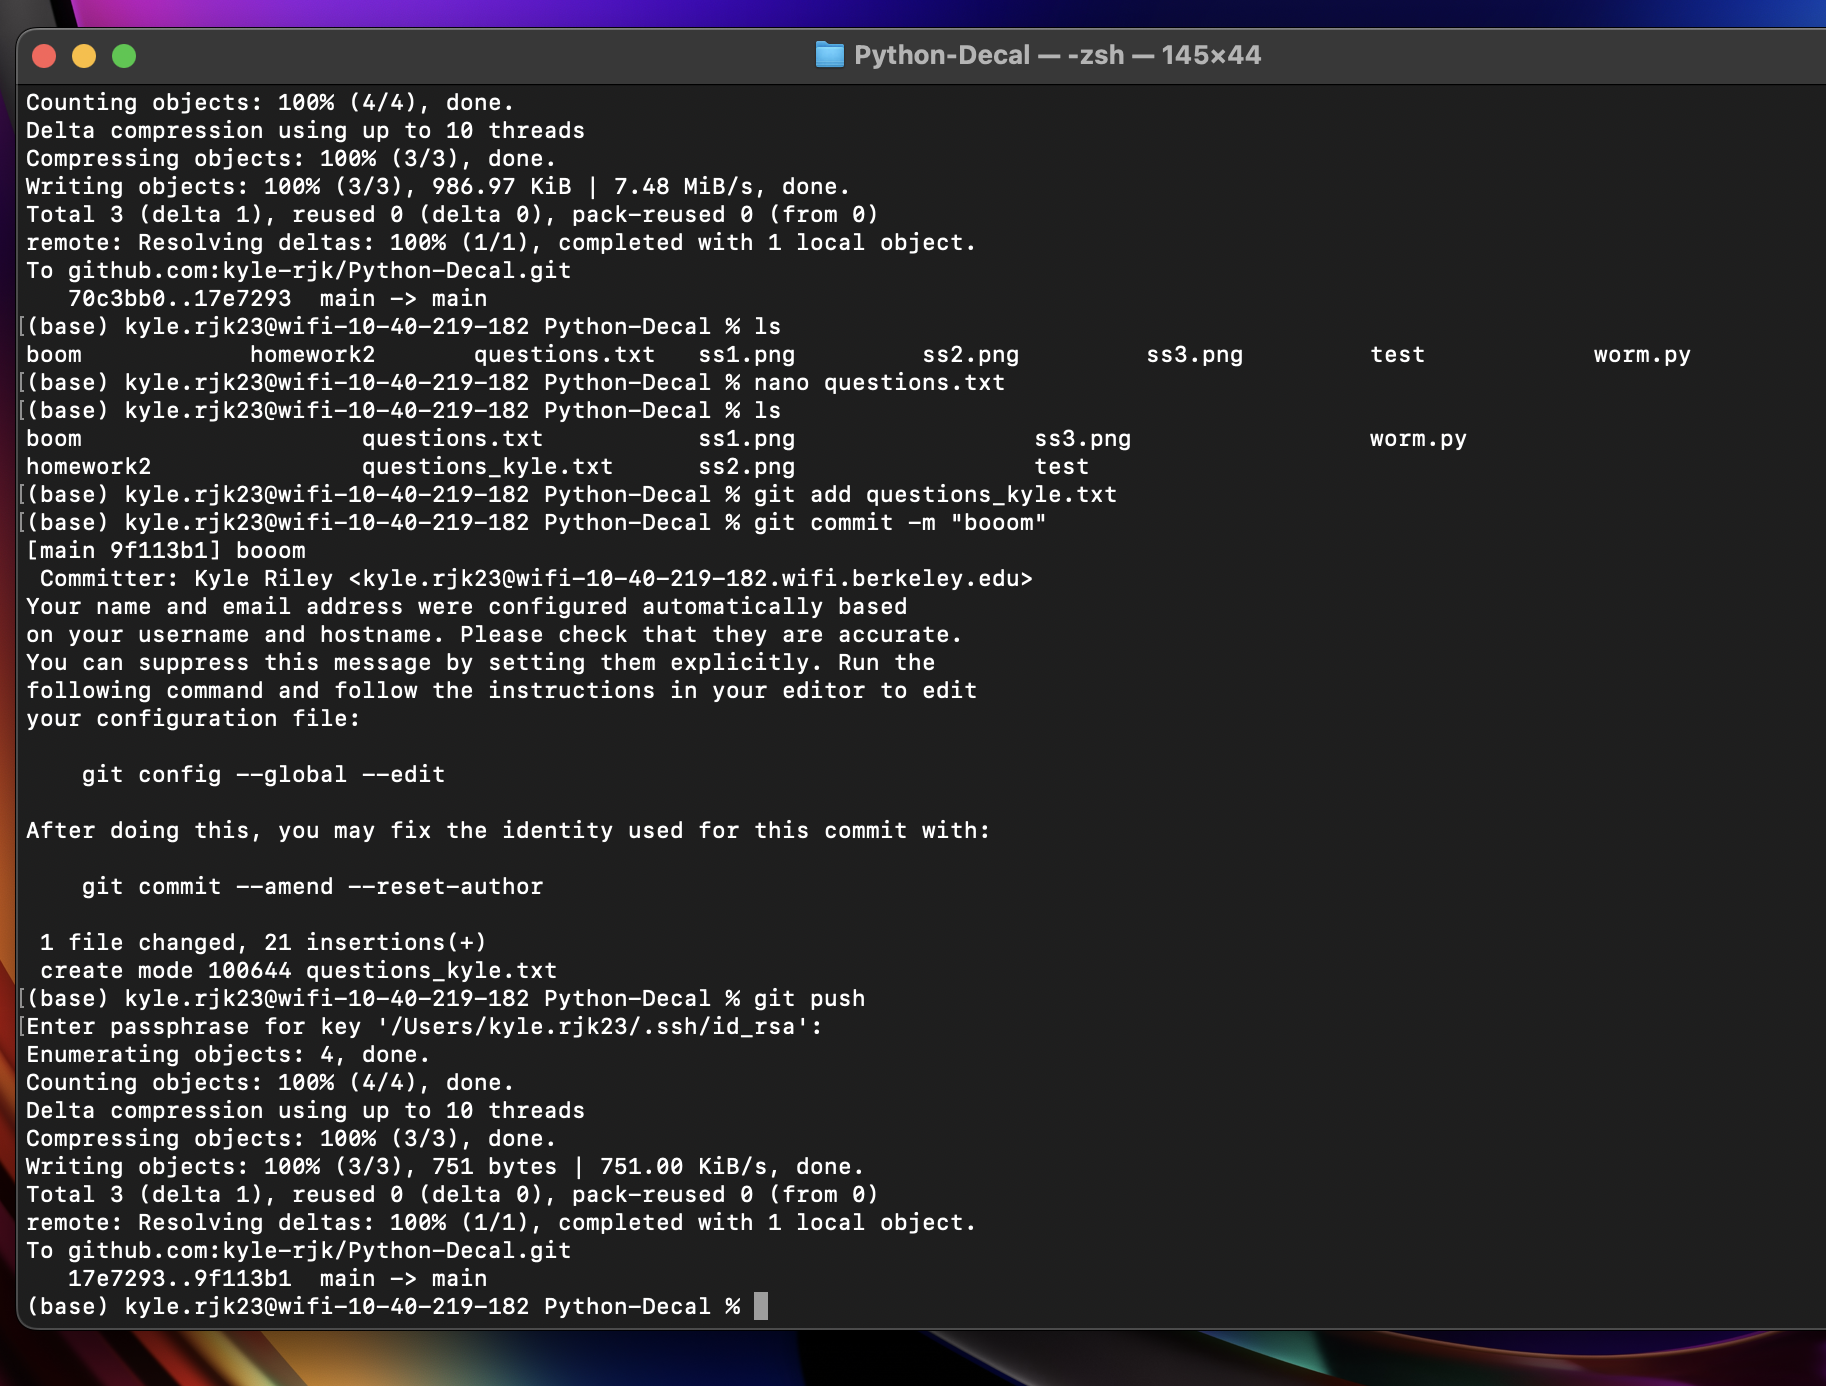 Python-Decal — -zsh — 145×44
Counting objects: 100% (4/4), done.
Delta compression using up to 10 threads
Compressing objects: 100% (3/3), done.
Writing objects: 100% (3/3), 986.97 KiB | 7.48 MiB/s, done.
Total 3 (delta 1), reused 0 (delta 0), pack-reused 0 (from 0)
remote: Resolving deltas: 100% (1/1), completed with 1 local object.
To github.com:kyle-rjk/Python-Decal.git
   70c3bb0..17e7293  main -> main
[(base) kyle.rjk23@wifi-10-40-219-182 Python-Decal % ls
boom            homework2       questions.txt   ss1.png         ss2.png         ss3.png         test            worm.py
[(base) kyle.rjk23@wifi-10-40-219-182 Python-Decal % nano questions.txt
[(base) kyle.rjk23@wifi-10-40-219-182 Python-Decal % ls
boom                    questions.txt           ss1.png                 ss3.png                 worm.py
homework2               questions_kyle.txt      ss2.png                 test
[(base) kyle.rjk23@wifi-10-40-219-182 Python-Decal % git add questions_kyle.txt
[(base) kyle.rjk23@wifi-10-40-219-182 Python-Decal % git commit -m "booom"
[main 9f113b1] booom
 Committer: Kyle Riley <kyle.rjk23@wifi-10-40-219-182.wifi.berkeley.edu>
Your name and email address were configured automatically based
on your username and hostname. Please check that they are accurate.
You can suppress this message by setting them explicitly. Run the
following command and follow the instructions in your editor to edit
your configuration file:
    git config --global --edit
After doing this, you may fix the identity used for this commit with:
    git commit --amend --reset-author
 1 file changed, 21 insertions(+)
 create mode 100644 questions_kyle.txt
[(base) kyle.rjk23@wifi-10-40-219-182 Python-Decal % git push
[Enter passphrase for key '/Users/kyle.rjk23/.ssh/id_rsa':
Enumerating objects: 4, done.
Counting objects: 100% (4/4), done.
Delta compression using up to 10 threads
Compressing objects: 100% (3/3), done.
Writing objects: 100% (3/3), 751 bytes | 751.00 KiB/s, done.
Total 3 (delta 1), reused 0 (delta 0), pack-reused 0 (from 0)
remote: Resolving deltas: 100% (1/1), completed with 1 local object.
To github.com:kyle-rjk/Python-Decal.git
   17e7293..9f113b1  main -> main
(base) kyle.rjk23@wifi-10-40-219-182 Python-Decal %